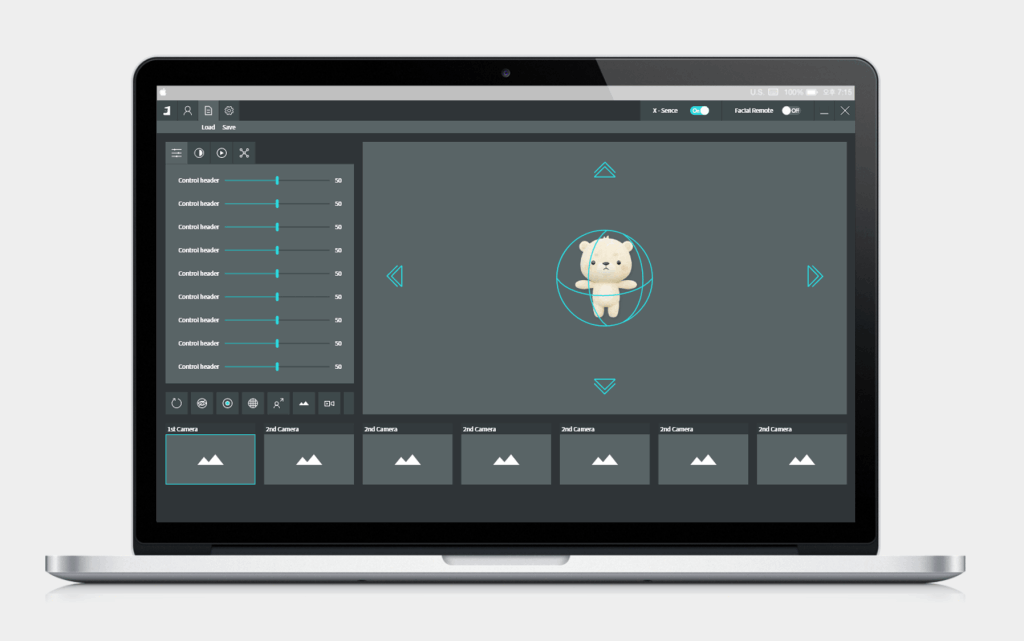 U.S. 100% 오후 7:15
X - Sence On Facial Remote Off
Load Save
Control header 50
Control header 50
Control header 50
Control header 50
Control header 50
Control header 50
Control header 50
Control header 50
Control header 50
1st Camera 2nd Camera 2nd Camera 2nd Camera 2nd Camera 2nd Camera 2nd Camera